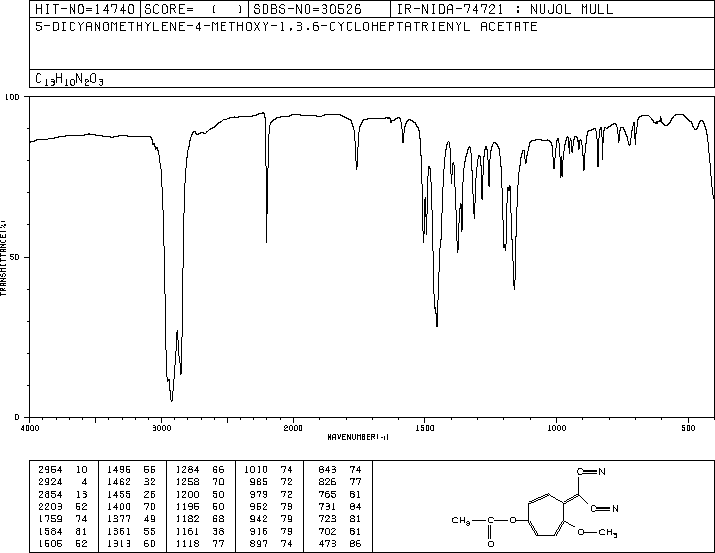 HIT-NO=14740 SCORE= ( ) SDBS-NO=30526 IR-NIDA-74721 : NUJOL MULL
5-DICYANOMETHYLENE-4-METHOXY-1,3,6-CYCLOHEPTATRIENYL ACETATE
C13H10N2O3
100
50
0
TRANSMITTANCE(%)
4000 3000 2000 1500 1000 500
WAVENUMBER(-1)
2954 10 1496 56 1284 66 1010 74 843 74
2924 4 1462 32 1258 70 985 72 826 77
2854 13 1455 26 1200 50 979 72 765 81
2203 52 1400 70 1196 50 952 79 731 84
1759 74 1377 49 1182 68 942 79 723 81
1584 81 1361 55 1161 38 916 79 702 81
1506 52 1313 60 1118 77 897 74 473 86
C N
C N
CH3 C O
O
O CH3